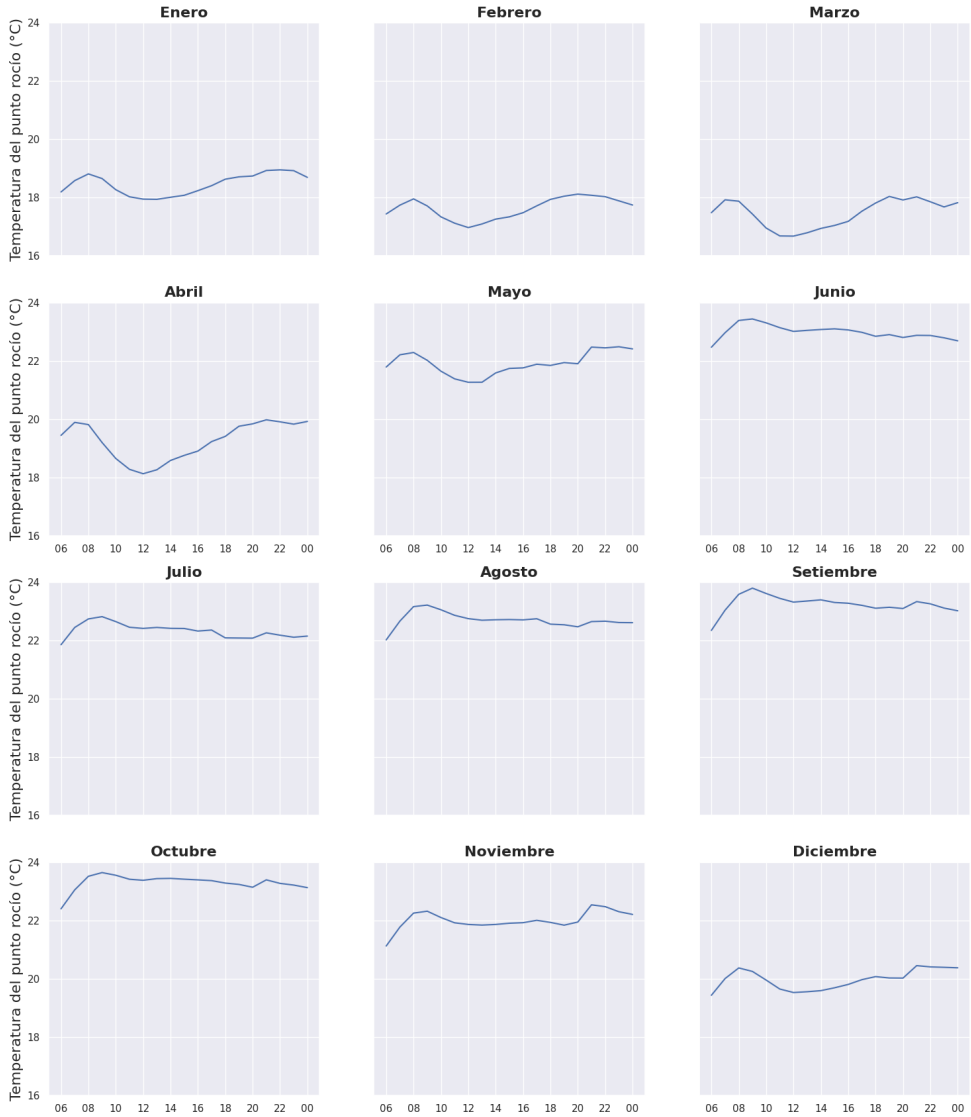 Enero
Febrero
Marzo
Temperatura del punto rocío (°C)
24
22
20
18
16
Abril
Mayo
Junio
Temperatura del punto rocío (°C)
24
22
20
18
16
06 08 10 12 14 16 18 20 22 00
06 08 10 12 14 16 18 20 22 00
06 08 10 12 14 16 18 20 22 00
Julio
Agosto
Setiembre
Temperatura del punto rocío (°C)
24
22
20
18
16
Octubre
Noviembre
Diciembre
Temperatura del punto rocío (°C)
24
22
20
18
16
06 08 10 12 14 16 18 20 22 00
06 08 10 12 14 16 18 20 22 00
06 08 10 12 14 16 18 20 22 00